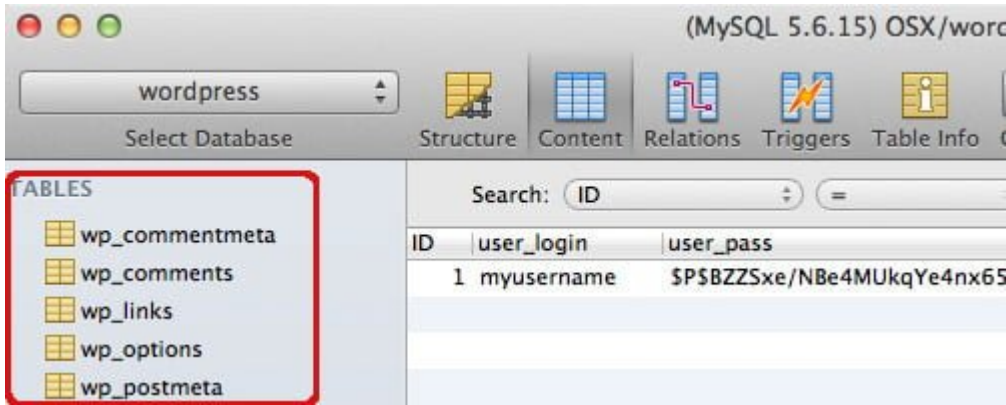 (MySQL 5.6.15) OSX/word
wordpress
Select Database
Structure Content Relations Triggers Table Info
TABLES
Search: ID =
wp_commentmeta
wp_comments
wp_links
wp_options
wp_postmeta
ID user_login user_pass
1 myusername $P$BZZSxe/NBe4MUkqYe4nx65